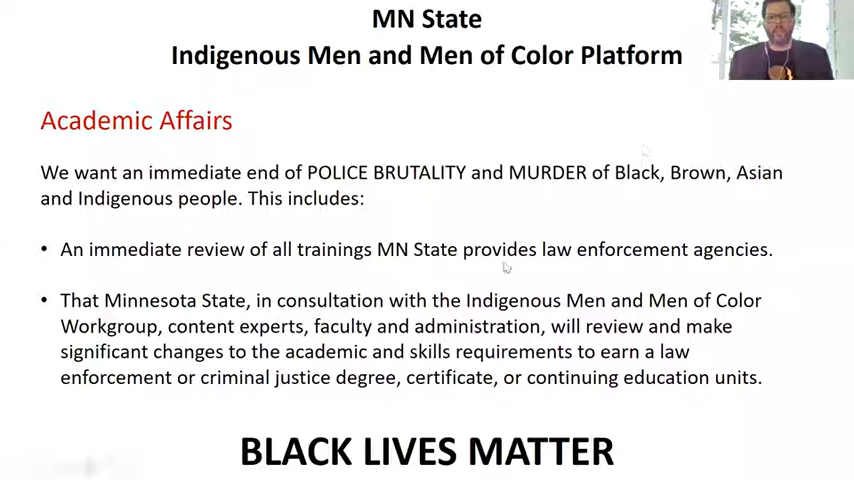 MN State
Indigenous Men and Men of Color Platform
Academic Affairs
We want an immediate end of POLICE BRUTALITY and MURDER of Black, Brown, Asian
and Indigenous people. This includes:
• An immediate review of all trainings MN State provides law enforcement agencies.
• That Minnesota State, in consultation with the Indigenous Men and Men of Color
Workgroup, content experts, faculty and administration, will review and make
significant changes to the academic and skills requirements to earn a law
enforcement or criminal justice degree, certificate, or continuing education units.
BLACK LIVES MATTER